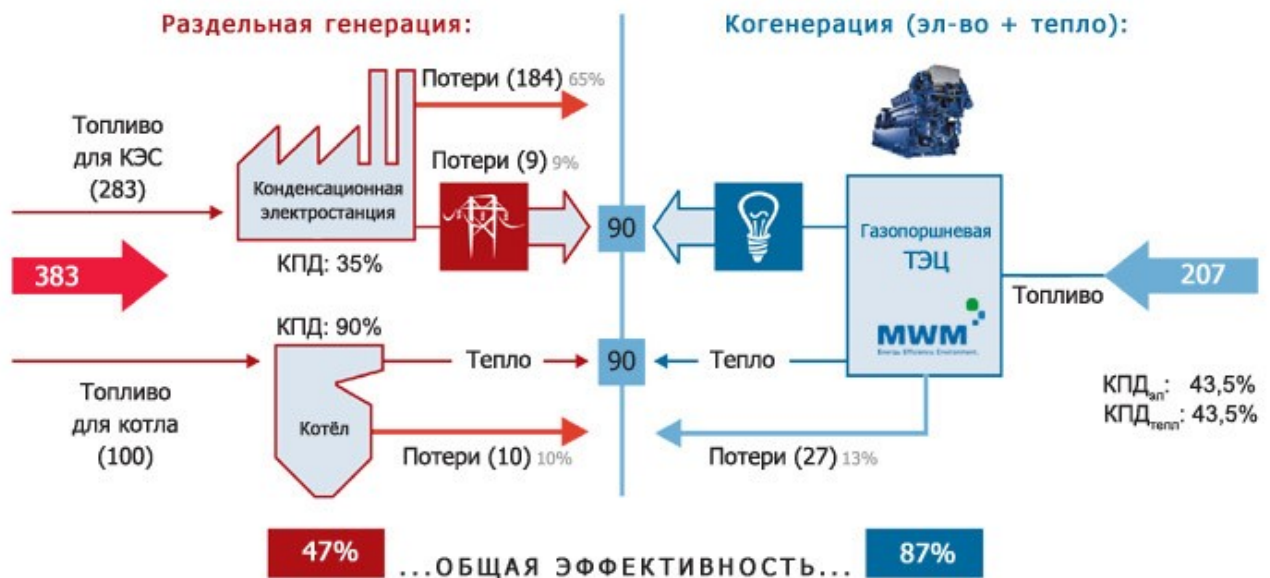 Раздельная генерация:
Когенерация (эл-во + тепло):
Потери (184) 65%
Топливо
для КЭС
(283)
Потери (9) 9%
Конденсационная
электростанция
КПД: 35%
383
90
Газопоршневая
ТЭЦ
MWM
Energy. Efficiency. Environment.
Топливо
207
КПД: 90%
Тепло
90
Тепло
Топливо
для котла
(100)
Котёл
Потери (10) 10%
Потери (27) 13%
КПДэл: 43,5%
КПДтепл: 43,5%
47% ...ОБЩАЯ ЭФФЕКТИВНОСТЬ... 87%